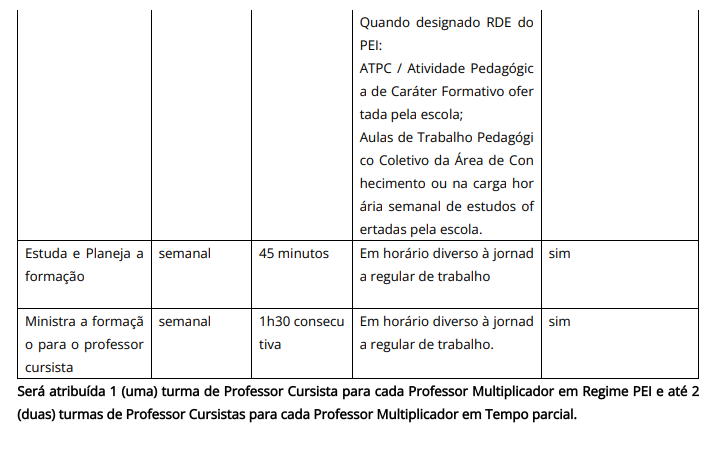 Quando designado RDE do
PEI:
ATPC / Atividade Pedagógic
a de Caráter Formativo ofer
tada pela escola;
Aulas de Trabalho Pedagógi
co Coletivo da Área de Con
hecimento ou na carga hor
ária semanal de estudos of
ertadas pela escola.
Estuda e Planeja a semanal 45 minutos Em horário diverso à jornad sim
formação a regular de trabalho
Ministra a formaçã semanal 1h30 consecu Em horário diverso à jornad sim
o para o professor tiva a regular de trabalho.
cursista
Será atribuída 1 (uma) turma de Professor Cursista para cada Professor Multiplicador em Regime PEI e até 2
(duas) turmas de Professor Cursistas para cada Professor Multiplicador em Tempo parcial.